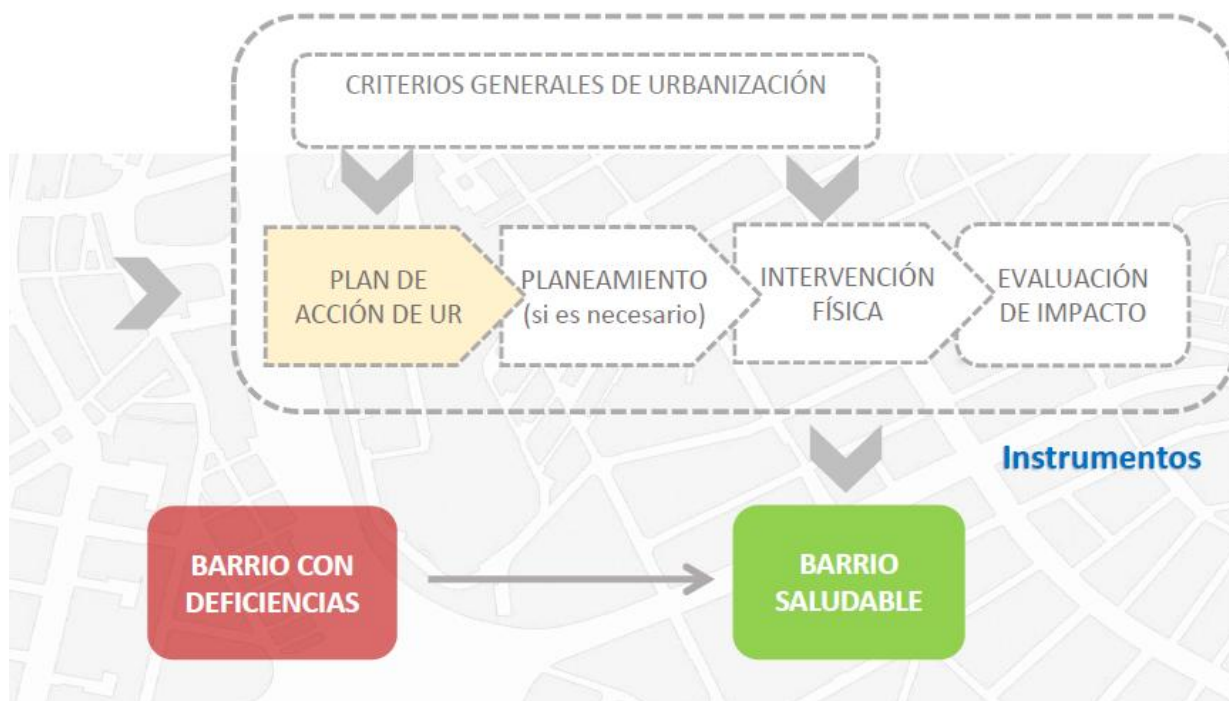 CRITERIOS GENERALES DE URBANIZACIÓN
PLAN DE
ACCIÓN DE UR
PLANEAMIENTO
(si es necesario)
INTERVENCIÓN
FÍSICA
EVALUACIÓN
DE IMPACTO
Instrumentos
BARRIO CON
DEFICIENCIAS
BARRIO
SALUDABLE